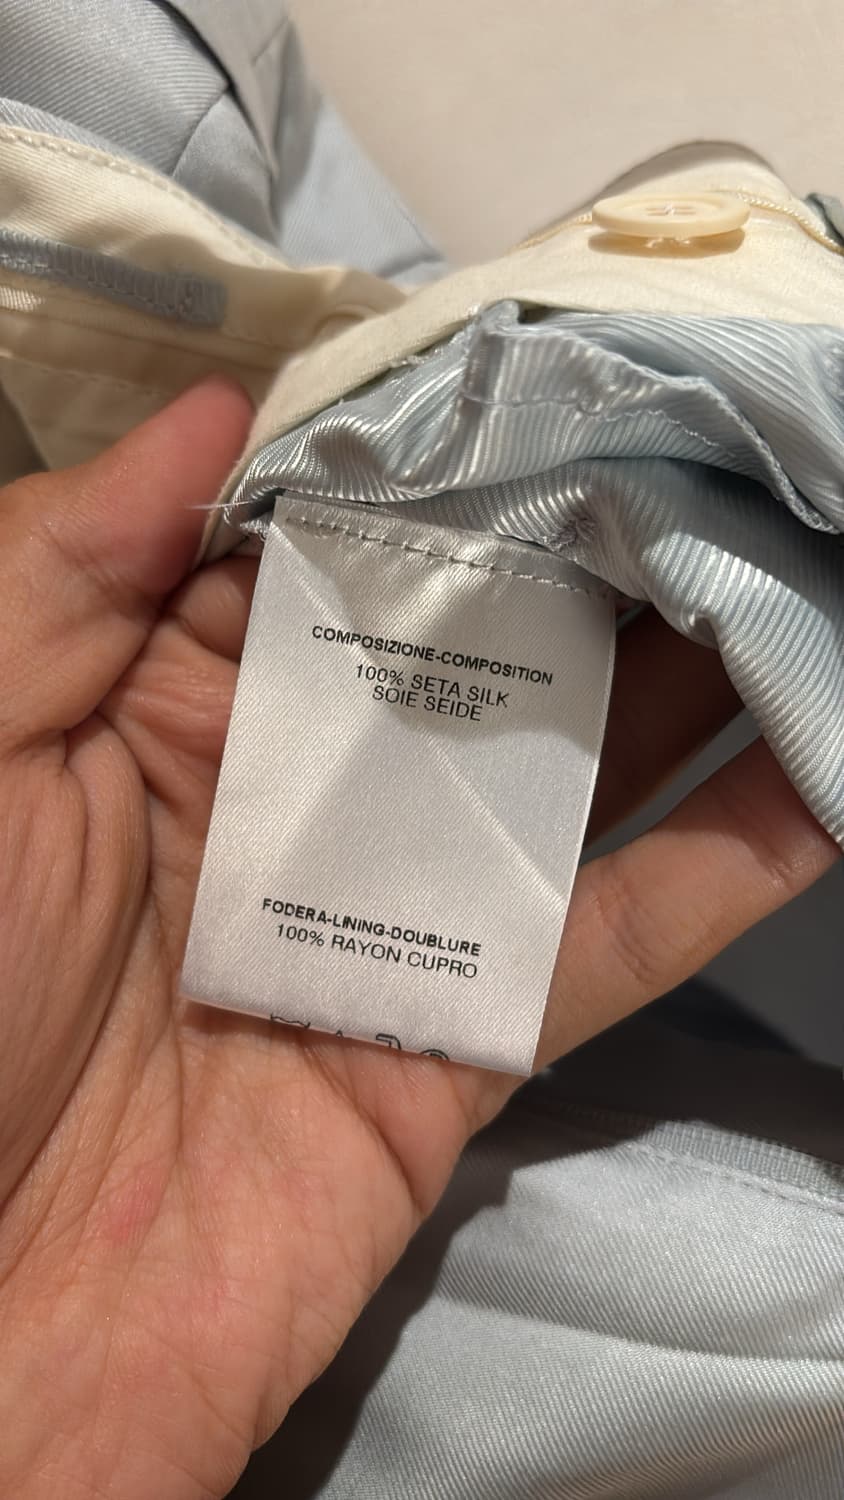 COMPOSIZIONE-COMPOSITION
100% SETA SILK
SOIE SEIDE
FODERA-LINING-DOUBLURE
100% RAYON CUPRO